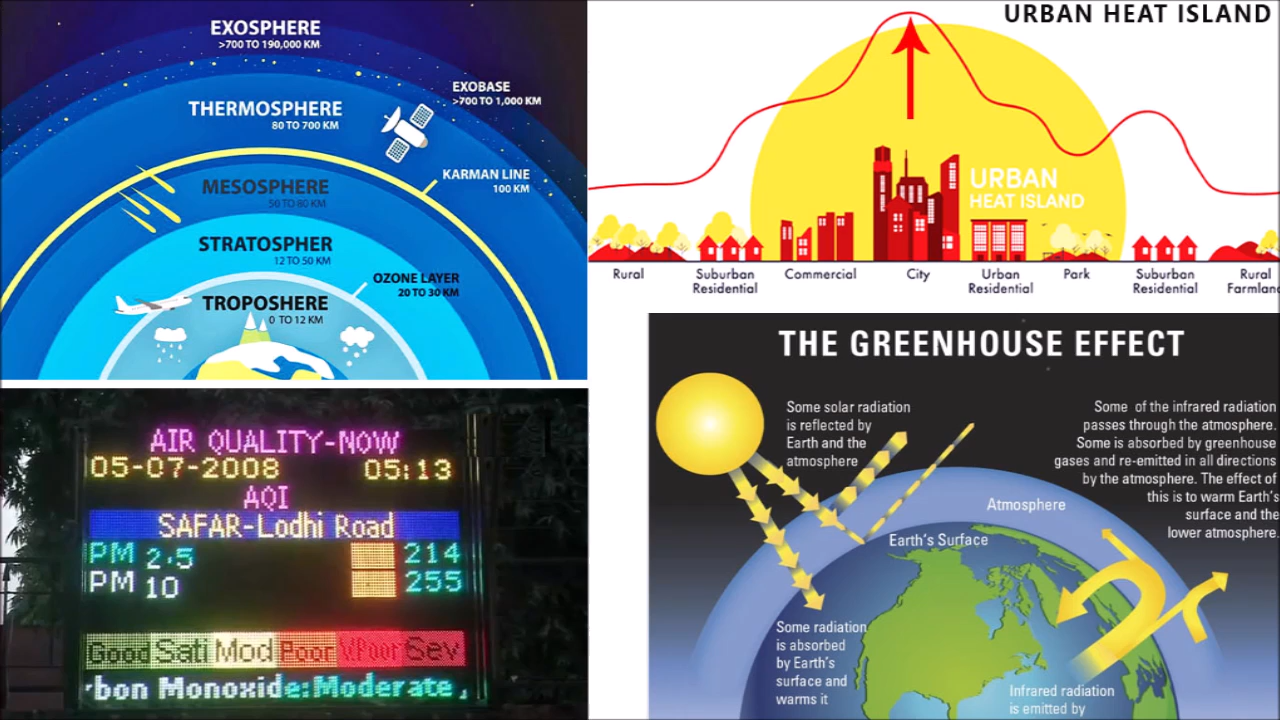 EXOSPHERE
>700 TO 190,000 KM
EXOBASE
>700 TO 1,000 KM
THERMOSPHERE
80 TO 700 KM
KARMAN LINE
100 KM
MESOSPHERE
50 TO 80 KM
STRATOSPHER
12 TO 50 KM
OZONE LAYER
20 TO 30 KM
TROPOSHERE
0 TO 12 KM
URBAN HEAT ISLAND
URBAN
HEAT ISLAND
Rural
Suburban
Residential
Commercial
City
Urban
Residential
Park
Suburban
Residential
Rural
Farmland
AIR QUALITY-NOW
05-07-2008 05:13
AQI
SAFAR-Lodhi Road
PM 2.5 214
PM 10 255
Good Sati Mod Poor V.Poor Sev
rbon Monoxide:Moderate ,
THE GREENHOUSE EFFECT
Some solar radiation
is reflected by
Earth and the
atmosphere
Some of the infrared radiation
passes through the atmosphere.
Some is absorbed by greenhouse
gases and re-emitted in all directions
by the atmosphere. The effect of
this is to warm Earth's
surface and the
lower atmosphere.
Atmosphere
Earth's Surface
Some radiation
is absorbed
by Earth's
surface and
warms it
Infrared radiation
is emitted by